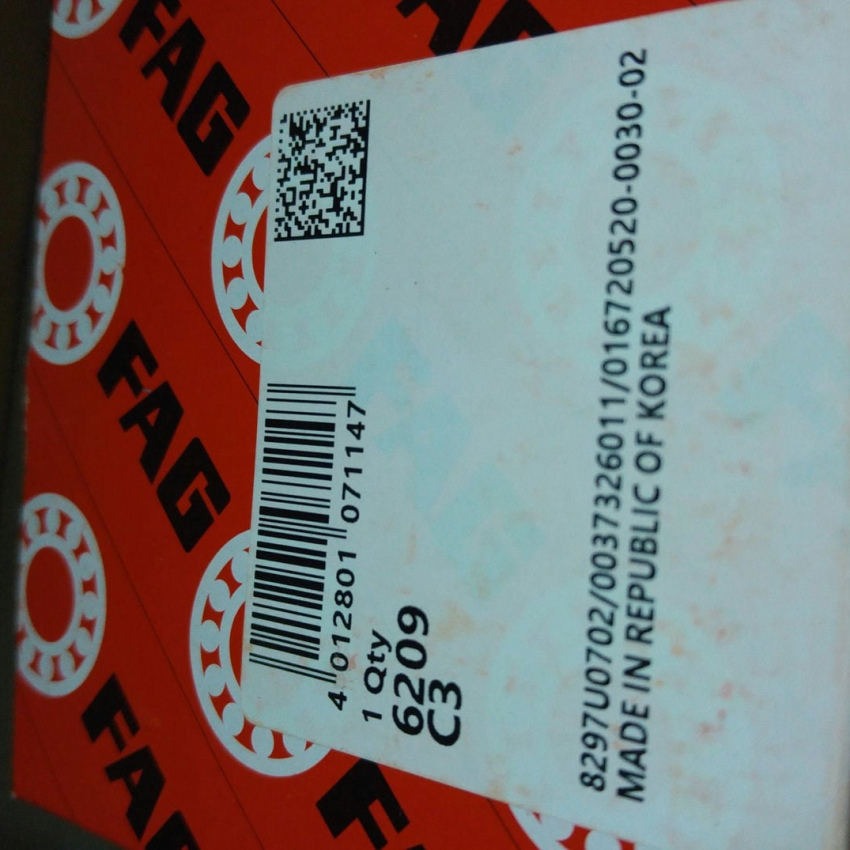 FAG
FAG
FAG
FAG
FAG
4 012801 071147
1 Qty
6209
C3
8297U0702/0037326011/016720520-0030-02
MADE IN REPUBLIC OF KOREA